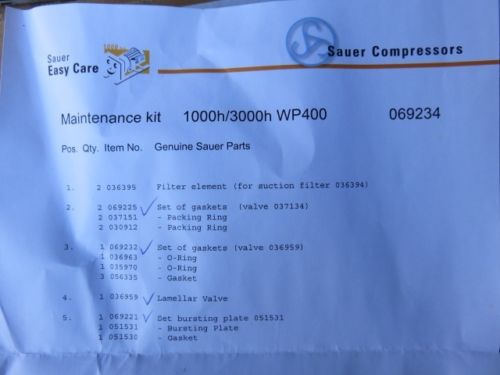 Sauer
Easy Care
1000
Sauer Compressors
Maintenance kit 1000h/3000h WP400 069234
Pos. Qty. Item No. Genuine Sauer Parts
1. 2 036395 Filter element (for suction filter 036394)
2. 2 069225 Set of gaskets (valve 037134)
2 037151 - Packing Ring
2 030912 - Packing Ring
3. 1 069232 Set of gaskets (valve 036959)
1 036963 - O-Ring
1 035970 - O-Ring
3 056335 - Gasket
4. 1 036959 Lamellar Valve
5. 1 069221 Set bursting plate 051531
1 051531 - Bursting Plate
1 051530 - Gasket